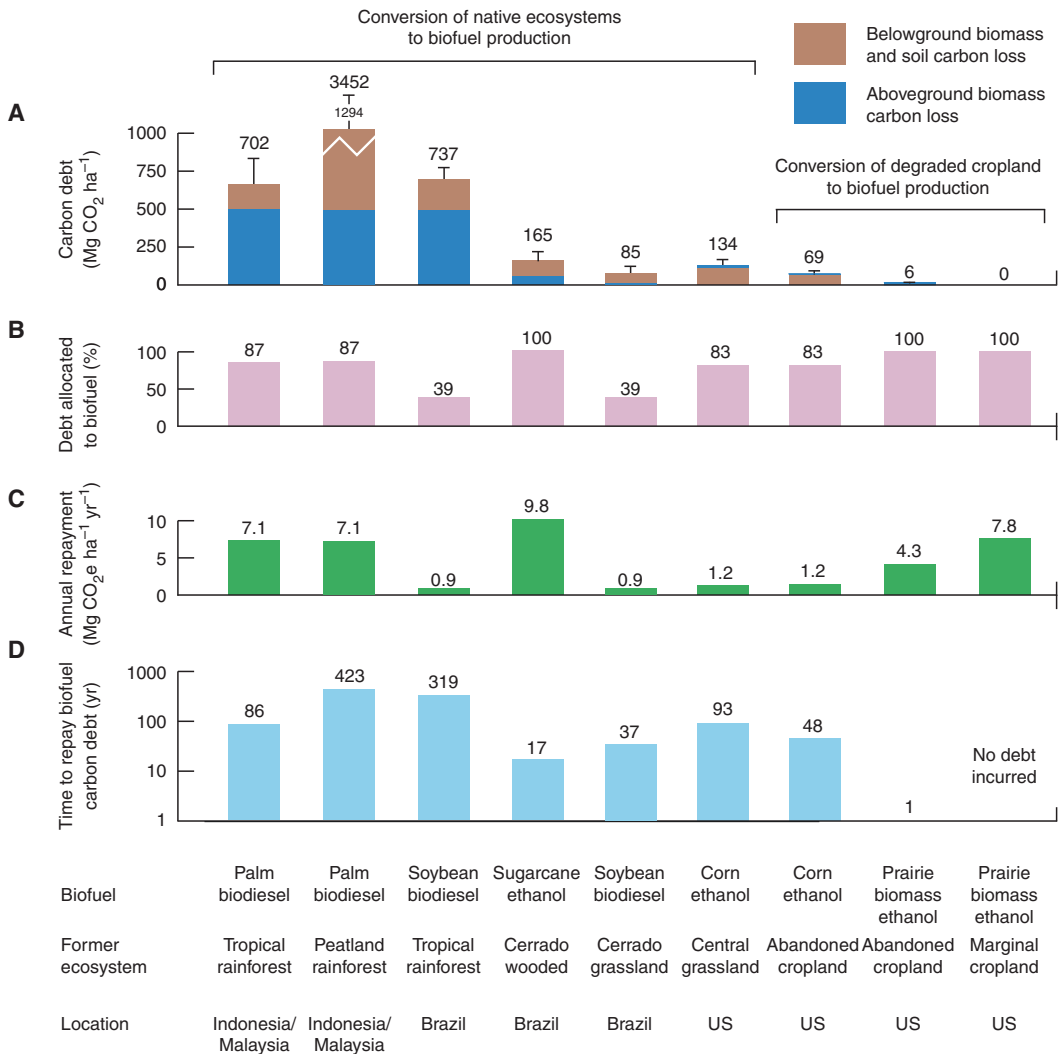 Conversion of native ecosystems
to biofuel production
Belowground biomass
and soil carbon loss
Aboveground biomass
carbon loss
Conversion of degraded cropland
to biofuel production
A
Carbon debt
(Mg CO₂ ha⁻¹)
1000
750
500
250
0
702
3452
1294
737
165
85
134
69
6
0
B
Debt allocated
to biofuel (%)
100
50
0
87
87
39
100
39
83
83
100
100
C
Annual repayment
(Mg CO₂e ha⁻¹ yr⁻¹)
10
5
0
7.1
7.1
0.9
9.8
0.9
1.2
1.2
4.3
7.8
D
Time to repay biofuel
carbon debt (yr)
1000
100
10
1
86
423
319
17
37
93
48
1
No debt
incurred
Biofuel
Palm
biodiesel
Palm
biodiesel
Soybean
biodiesel
Sugarcane
ethanol
Soybean
biodiesel
Corn
ethanol
Corn
ethanol
Prairie
biomass
ethanol
Prairie
biomass
ethanol
Former
ecosystem
Tropical
rainforest
Peatland
rainforest
Tropical
rainforest
Cerrado
wooded
Cerrado
grassland
Central
grassland
Abandoned
cropland
Abandoned
cropland
Marginal
cropland
Location
Indonesia/
Malaysia
Indonesia/
Malaysia
Brazil
Brazil
Brazil
US
US
US
US